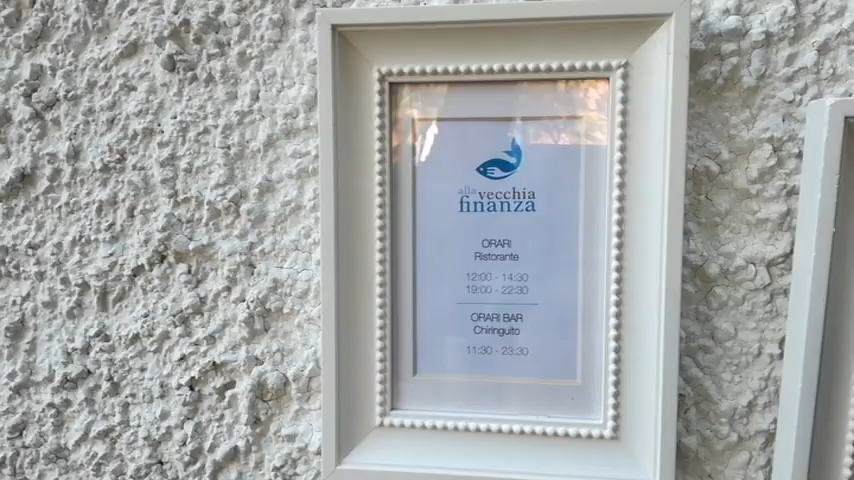 alla vecchia
finanza
ORARI
Ristorante
12:00 - 14:30
19:00 - 22:30
ORARI BAR
Chiringuito
11:30 - 23:30